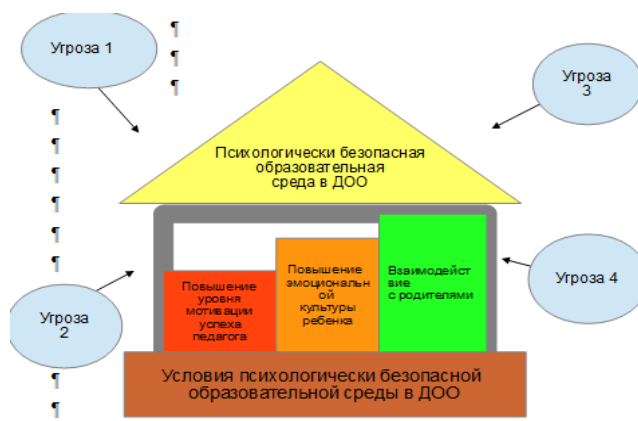 Угроза 1
Угроза
3
Психологически безопасная
образовательная
среда в ДОО
Повышение
уровня
мотивации
успеха
педагога
Повышение
эмоциональн
ой
культуры
ребенка
Взаимодейст
вие
с родителями
Угроза
2
Угроза 4
Условия психологически безопасной
образовательной среды в ДОО